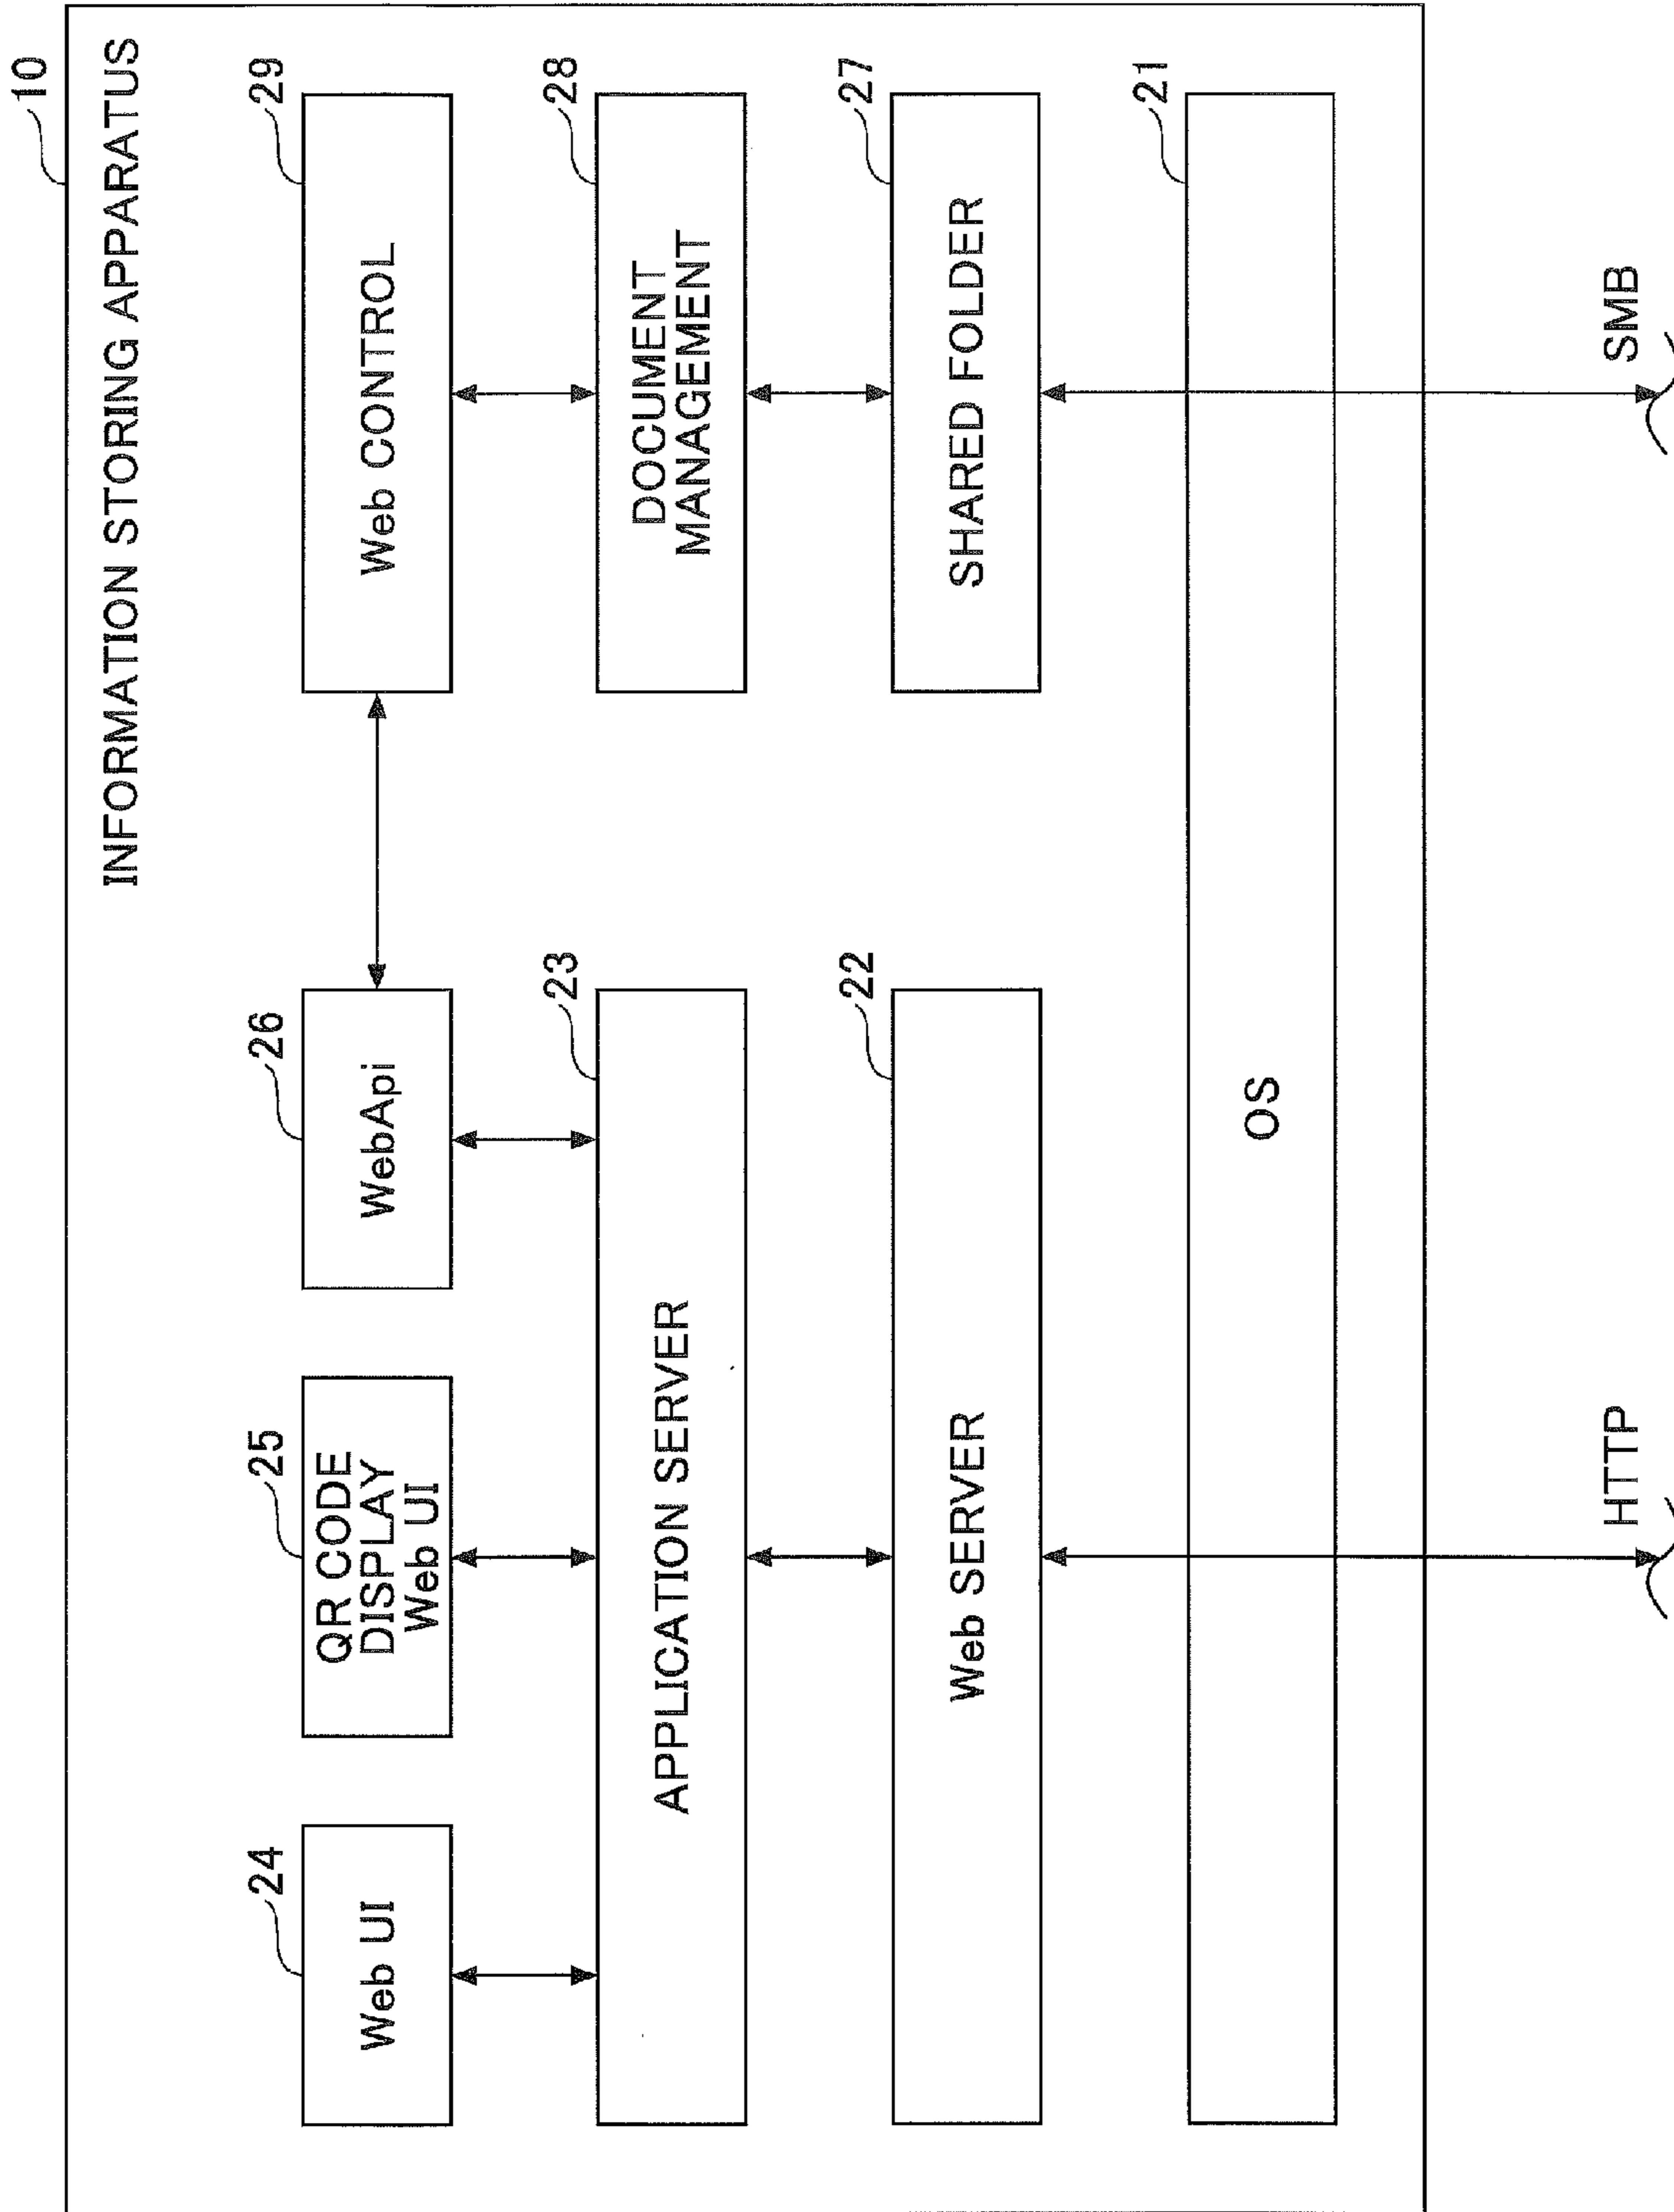 10
INFORMATION STORING APPARATUS
24
Web UI
25
QR CODE
DISPLAY
Web UI
26
WebApi
29
Web CONTROL
23
APPLICATION SERVER
28
DOCUMENT
MANAGEMENT
22
Web SERVER
27
SHARED FOLDER
21
OS
HTTP
SMB